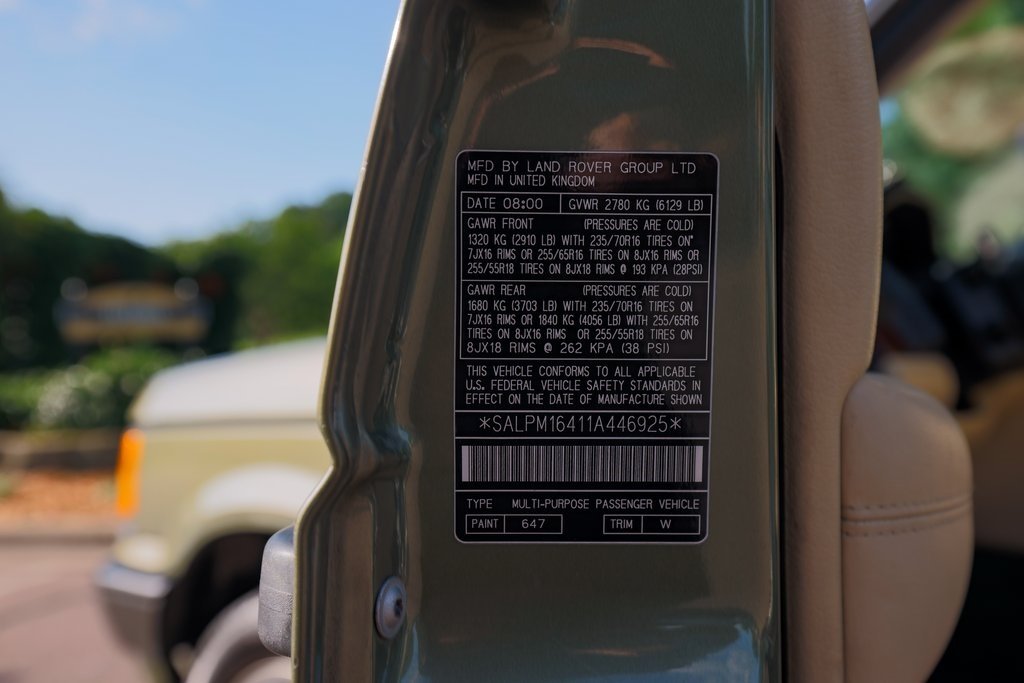 MFD BY LAND ROVER GROUP LTD
MFD IN UNITED KINGDOM
DATE 08:00 GVWR 2780 KG (6129 LB)
GAWR FRONT (PRESSURES ARE COLD)
1320 KG (2910 LB) WITH 235/70R16 TIRES ON"
7JX16 RIMS OR 255/65R16 TIRES ON 8JX16 RIMS OR
255/55R18 TIRES ON 8JX18 RIMS @ 193 KPA (28PSI)
GAWR REAR (PRESSURES ARE COLD)
1680 KG (3703 LB) WITH 235/70R16 TIRES ON
7JX16 RIMS OR 1840 KG (4056 LB) WITH 255/65R16
TIRES ON 8JX16 RIMS OR 255/55R18 TIRES ON
8JX18 RIMS @ 262 KPA (38 PSI)
THIS VEHICLE CONFORMS TO ALL APPLICABLE
U.S. FEDERAL VEHICLE SAFETY STANDARDS IN
EFFECT ON THE DATE OF MANUFACTURE SHOWN
*SALPM16411A446925*
TYPE MULTI-PURPOSE PASSENGER VEHICLE
PAINT 647 TRIM W